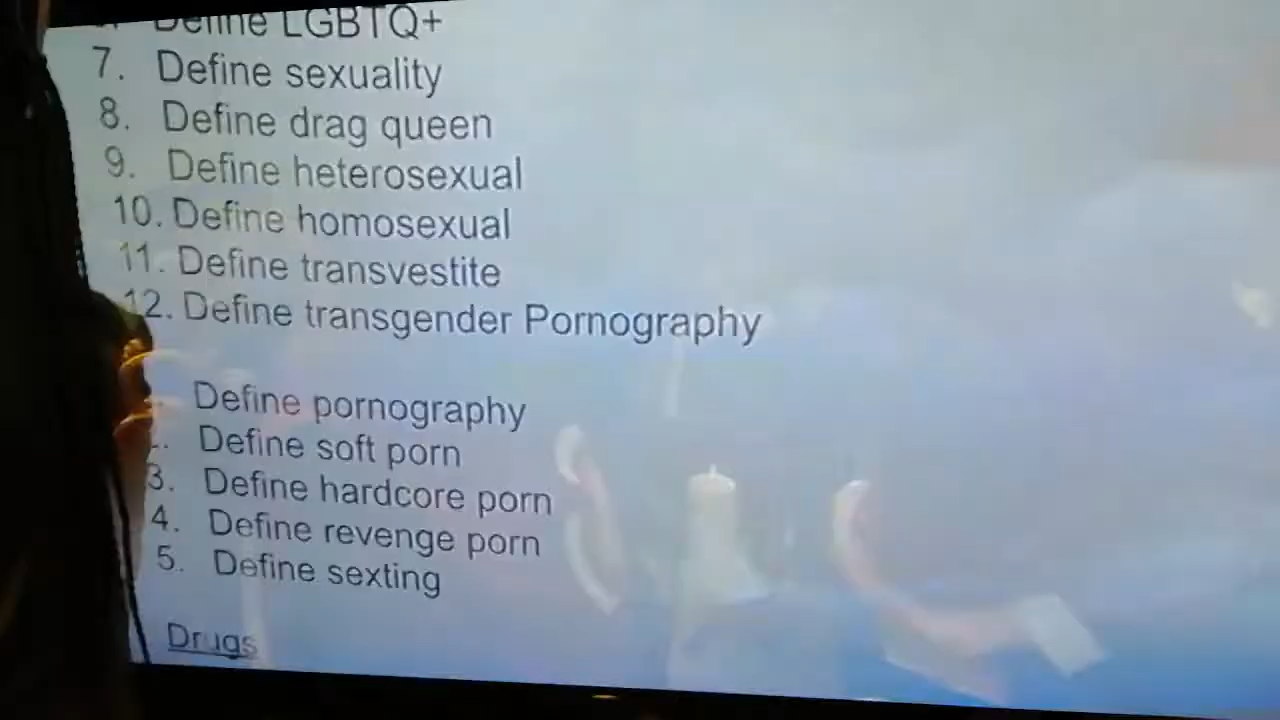 Define LGBTQ+
7. Define sexuality
8. Define drag queen
9. Define heterosexual
10. Define homosexual
11. Define transvestite
12. Define transgender Pornography
Define pornography
Define soft porn
3. Define hardcore porn
4. Define revenge porn
5. Define sexting
Drugs